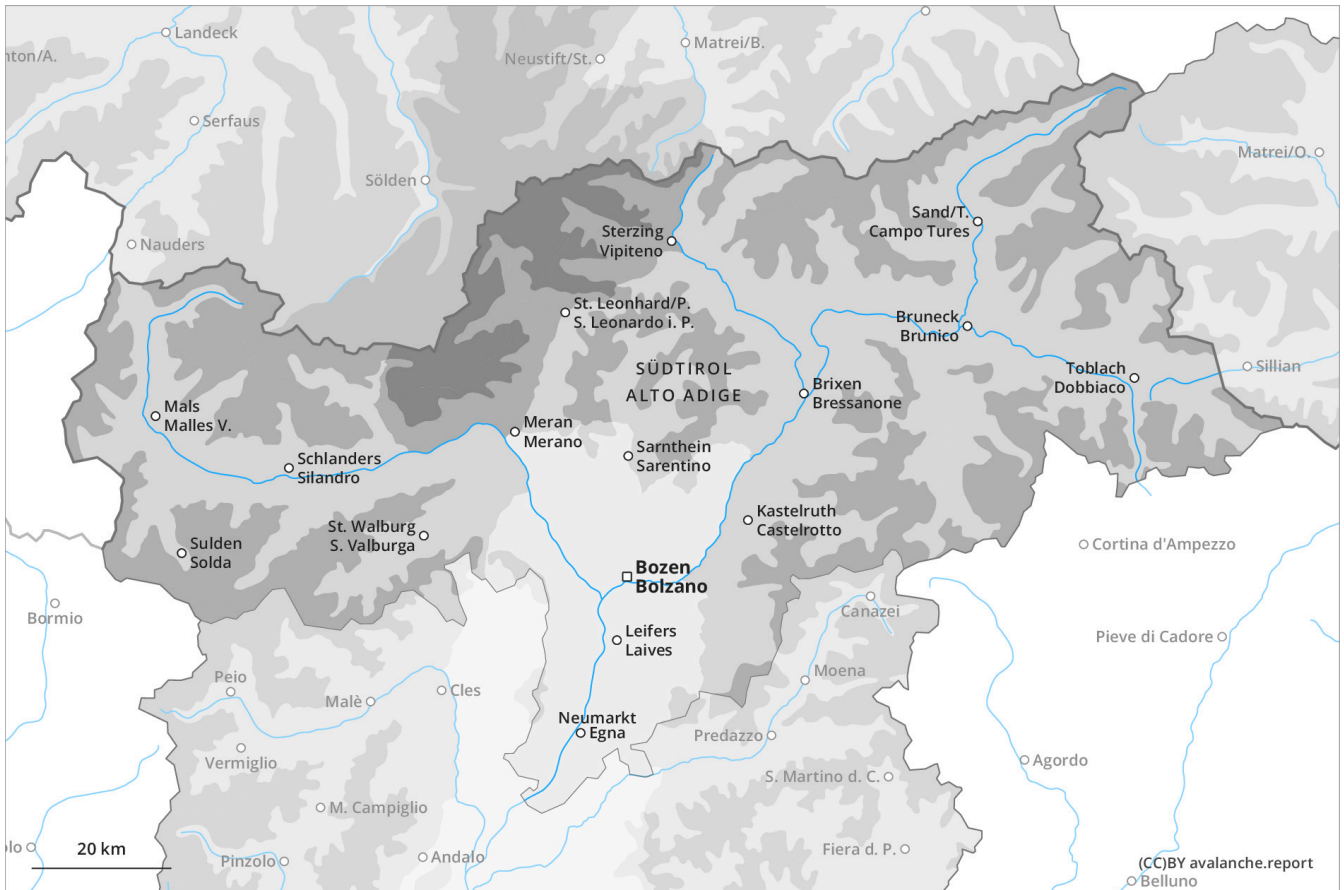 Landeck
nton/A.
Matrei/B.
Neustift/St.
Serfaus
Matrei/O.
Sölden
Sand/T.
Campo Tures
Nauders
Sterzing
Vipiteno
St. Leonhard/P.
S. Leonardo i. P.
Bruneck
Brunico
SÜDTIROL
ALTO ADIGE
Toblach
Dobbiaco
Sillian
Brixen
Bressanone
Mals
Malles V.
Meran
Merano
Schlanders
Silandro
Sarnthein
Sarentino
St. Walburg
S. Valburga
Kastelruth
Castelrotto
Sulden
Solda
Cortina d'Ampezzo
Bozen
Bolzano
Bormio
Canazei
Leifers
Laives
Pieve di Cadore
Peio
Malè
Cles
Moena
Neumarkt
Egna
Predazzo
Vermiglio
Agordo
S. Martino d. C.
M. Campiglio
20 km
olo
Pinzolo
Andalo
Fiera d. P.
(CC)BY avalanche.report
Belluno